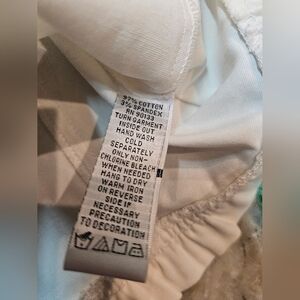 97% COTTON
3% SPANDEX
RN 90133
TURN GARMENT
INSIDE OUT
HAND WASH
COLD
SEPARATELY
ONLY NON-
CHLORINE BLEACH
WHEN NEEDED
HANG TO DRY
WARM IRON
ON REVERSE
SIDE IF
NECESSARY
PRECAUTION
TO DECORATION